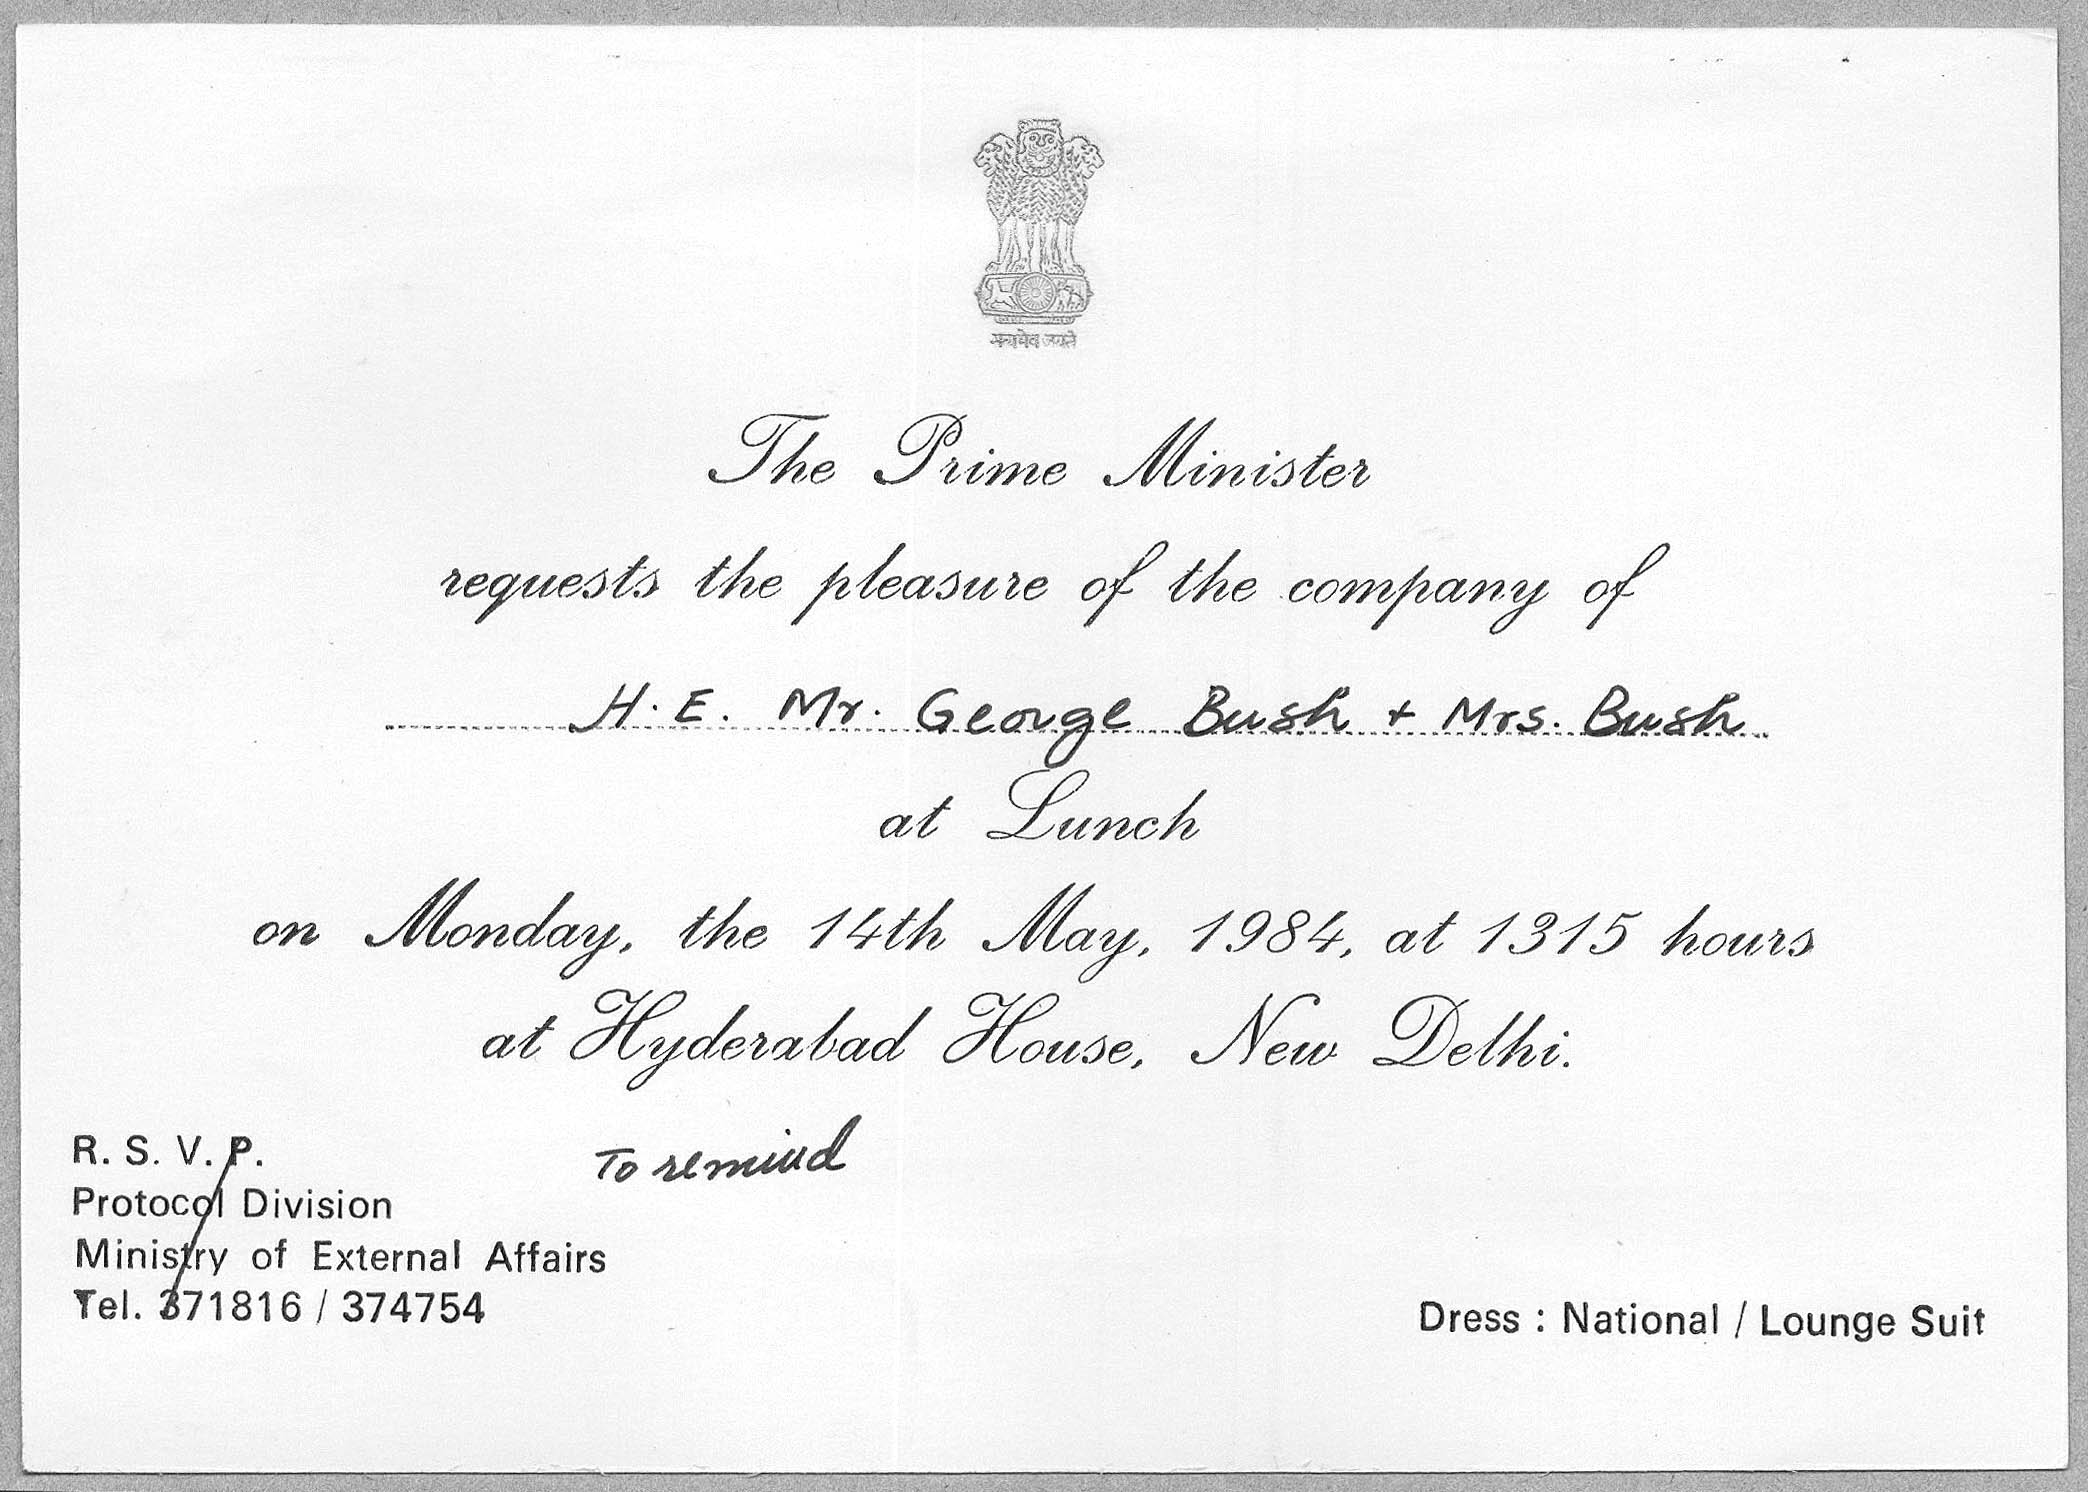 सत्यमेव जयते
The Prime Minister
requests the pleasure of the company of
H. E. Mr. George Bush + Mrs. Bush
at Lunch
on Monday, the 14th May, 1984, at 1315 hours
at Hyderabad House, New Delhi.
To remind
R. S. V. P.
Protocol Division
Ministry of External Affairs
Tel. 371816 / 374754
Dress : National / Lounge Suit